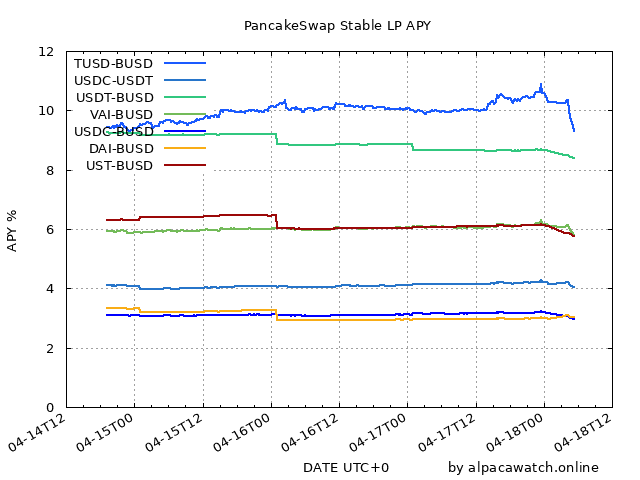 PancakeSwap Stable LP APY
12
10
8
6
4
2
0
APY %
TUSD-BUSD
USDC-USDT
USDT-BUSD
VAI-BUSD
USDC-BUSD
DAI-BUSD
UST-BUSD
04-14T12
04-15T00
04-15T12
04-16T00
04-16T12
04-17T00
04-17T12
04-18T00
04-18T12
DATE UTC+0
by alpacawatch.online